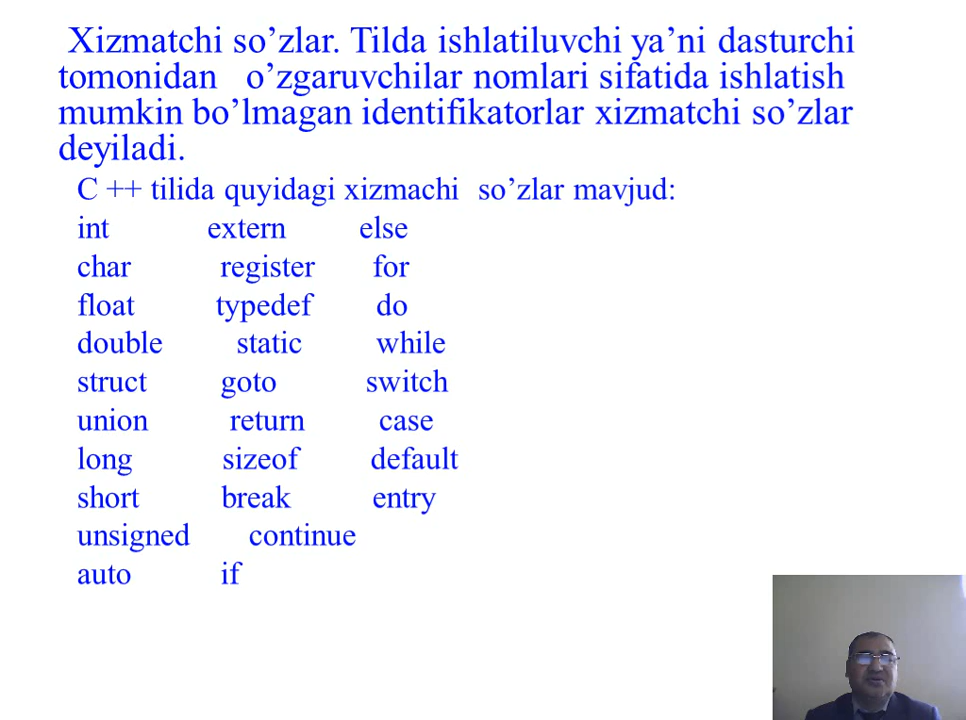 Xizmatchi so’zlar. Tilda ishlatiluvchi ya’ni dasturchi
tomonidan o’zgaruvchilar nomlari sifatida ishlatish
mumkin bo’lmagan identifikatorlar xizmatchi so’zlar
deyiladi.
C ++ tilida quyidagi xizmachi so’zlar mavjud:
int extern else
char register for
float typedef do
double static while
struct goto switch
union return case
long sizeof default
short break entry
unsigned continue
auto if